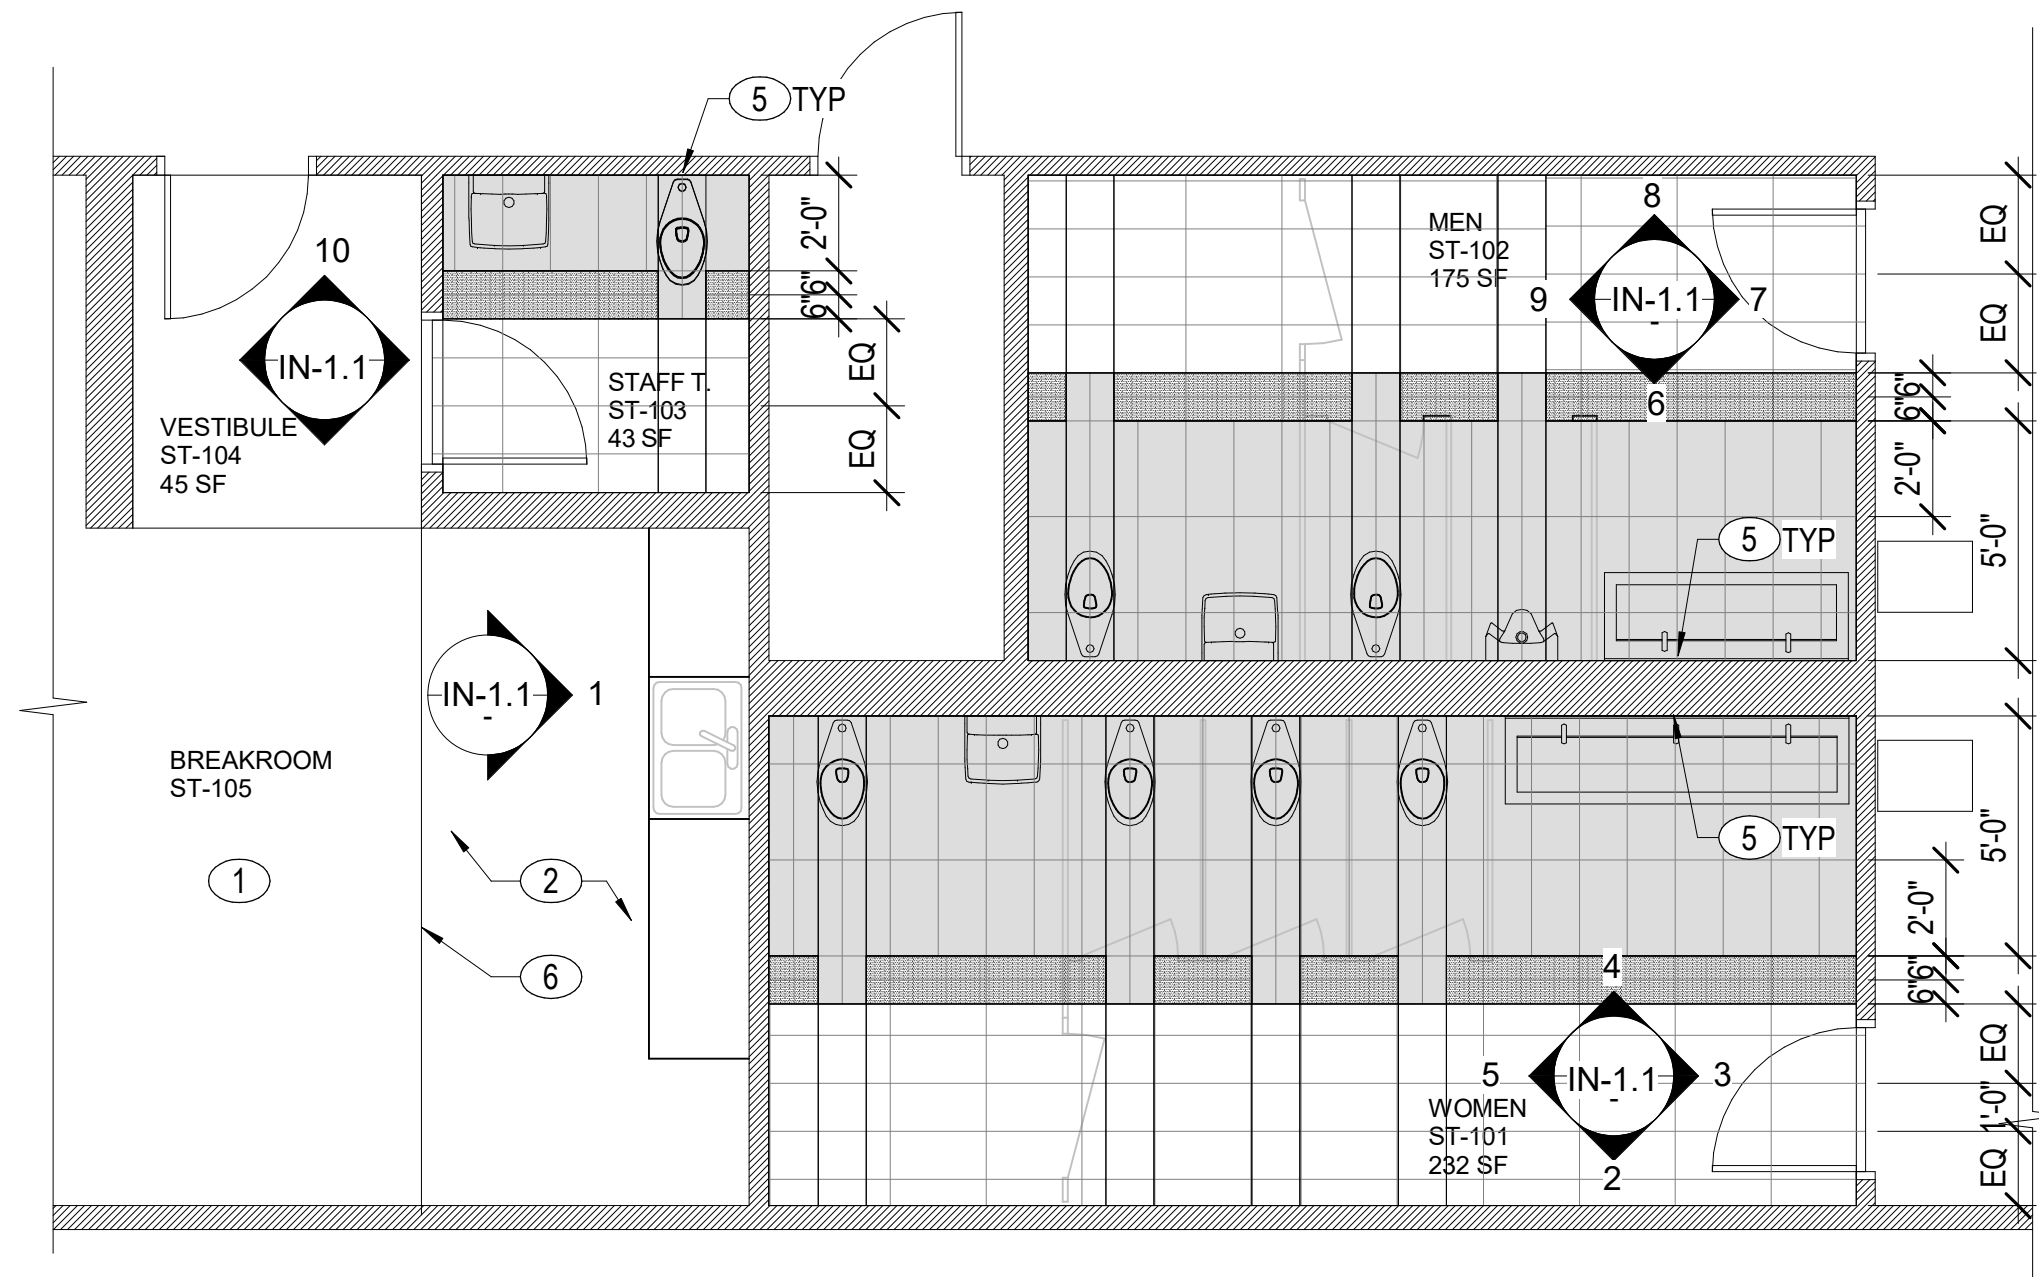 5 TYP
10
IN-1.1
VESTIBULE
ST-104
45 SF
STAFF T.
ST-103
43 SF
2'-0"
6"
6"
EQ
EQ
MEN
ST-102
175 SF
8
9
IN-1.1
-
7
6
EQ
EQ
6"
6"
2'-0"
5'-0"
5 TYP
IN-1.1
-
1
BREAKROOM
ST-105
1
2
6
5 TYP
5'-0"
2'-0"
6"
6"
4
5
IN-1.1
-
3
2
WOMEN
ST-101
232 SF
EQ
1'-0"
EQ